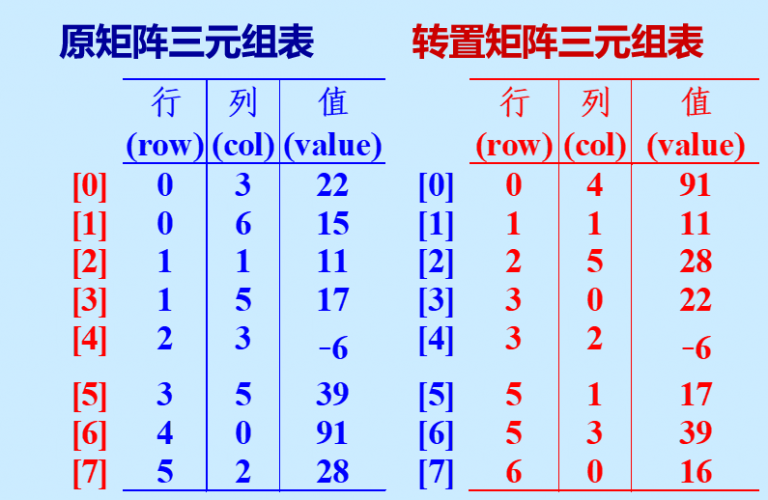 原矩阵三元组表 转置矩阵三元组表
行 列 值 行 列 值
(row) (col) (value) (row) (col) (value)
[0] 0 3 22 [0] 0 4 91
[1] 0 6 15 [1] 1 1 11
[2] 1 1 11 [2] 2 5 28
[3] 1 5 17 [3] 3 0 22
[4] 2 3 -6 [4] 3 2 -6
[5] 3 5 39 [5] 5 1 17
[6] 4 0 91 [6] 5 3 39
[7] 5 2 28 [7] 6 0 16